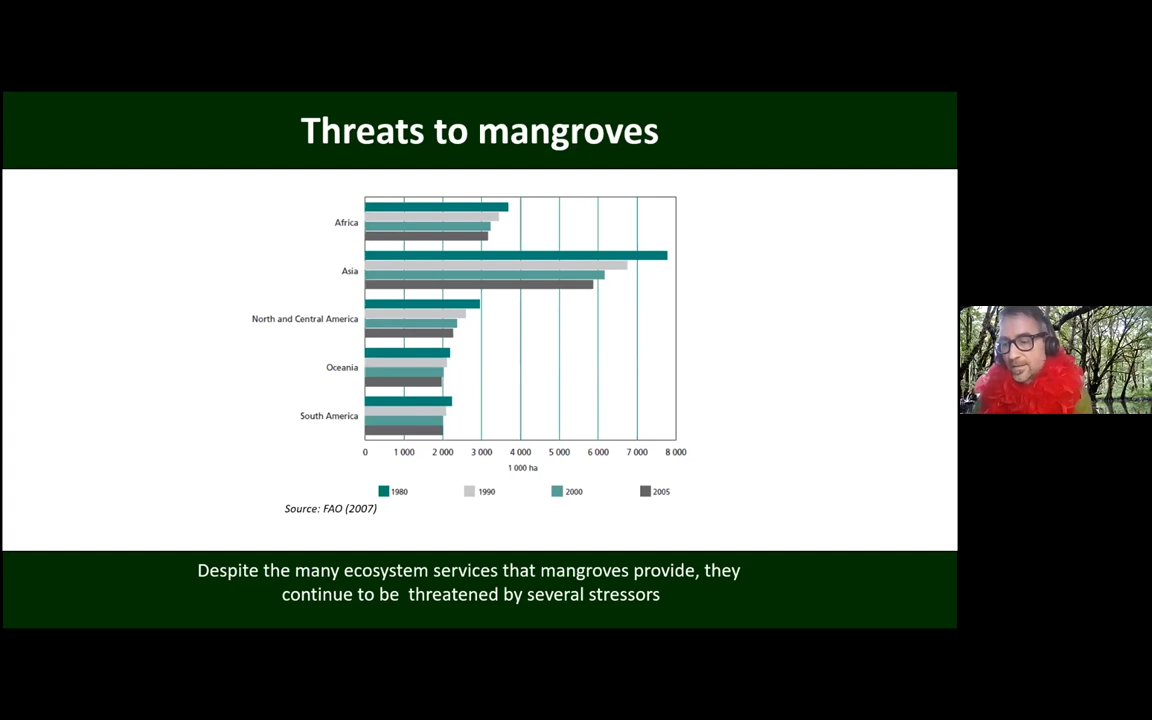 Threats to mangroves
Africa
Asia
North and Central America
Oceania
South America
0 1 000 2 000 3 000 4 000 5 000 6 000 7 000 8 000
1 000 ha
1980 1990 2000 2005
Source: FAO (2007)
Despite the many ecosystem services that mangroves provide, they
continue to be threatened by several stressors